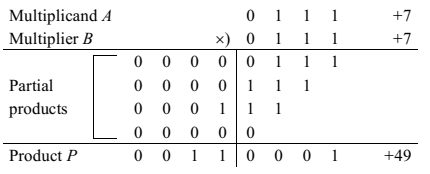 Multiplicand A 0 1 1 1 +7
Multiplier B ×) 0 1 1 1 +7
0 0 0 0 0 1 1 1
Partial 0 0 0 0 1 1 1
products 0 0 0 1 1 1
0 0 0 0 0
Product P 0 0 1 1 0 0 0 1 +49